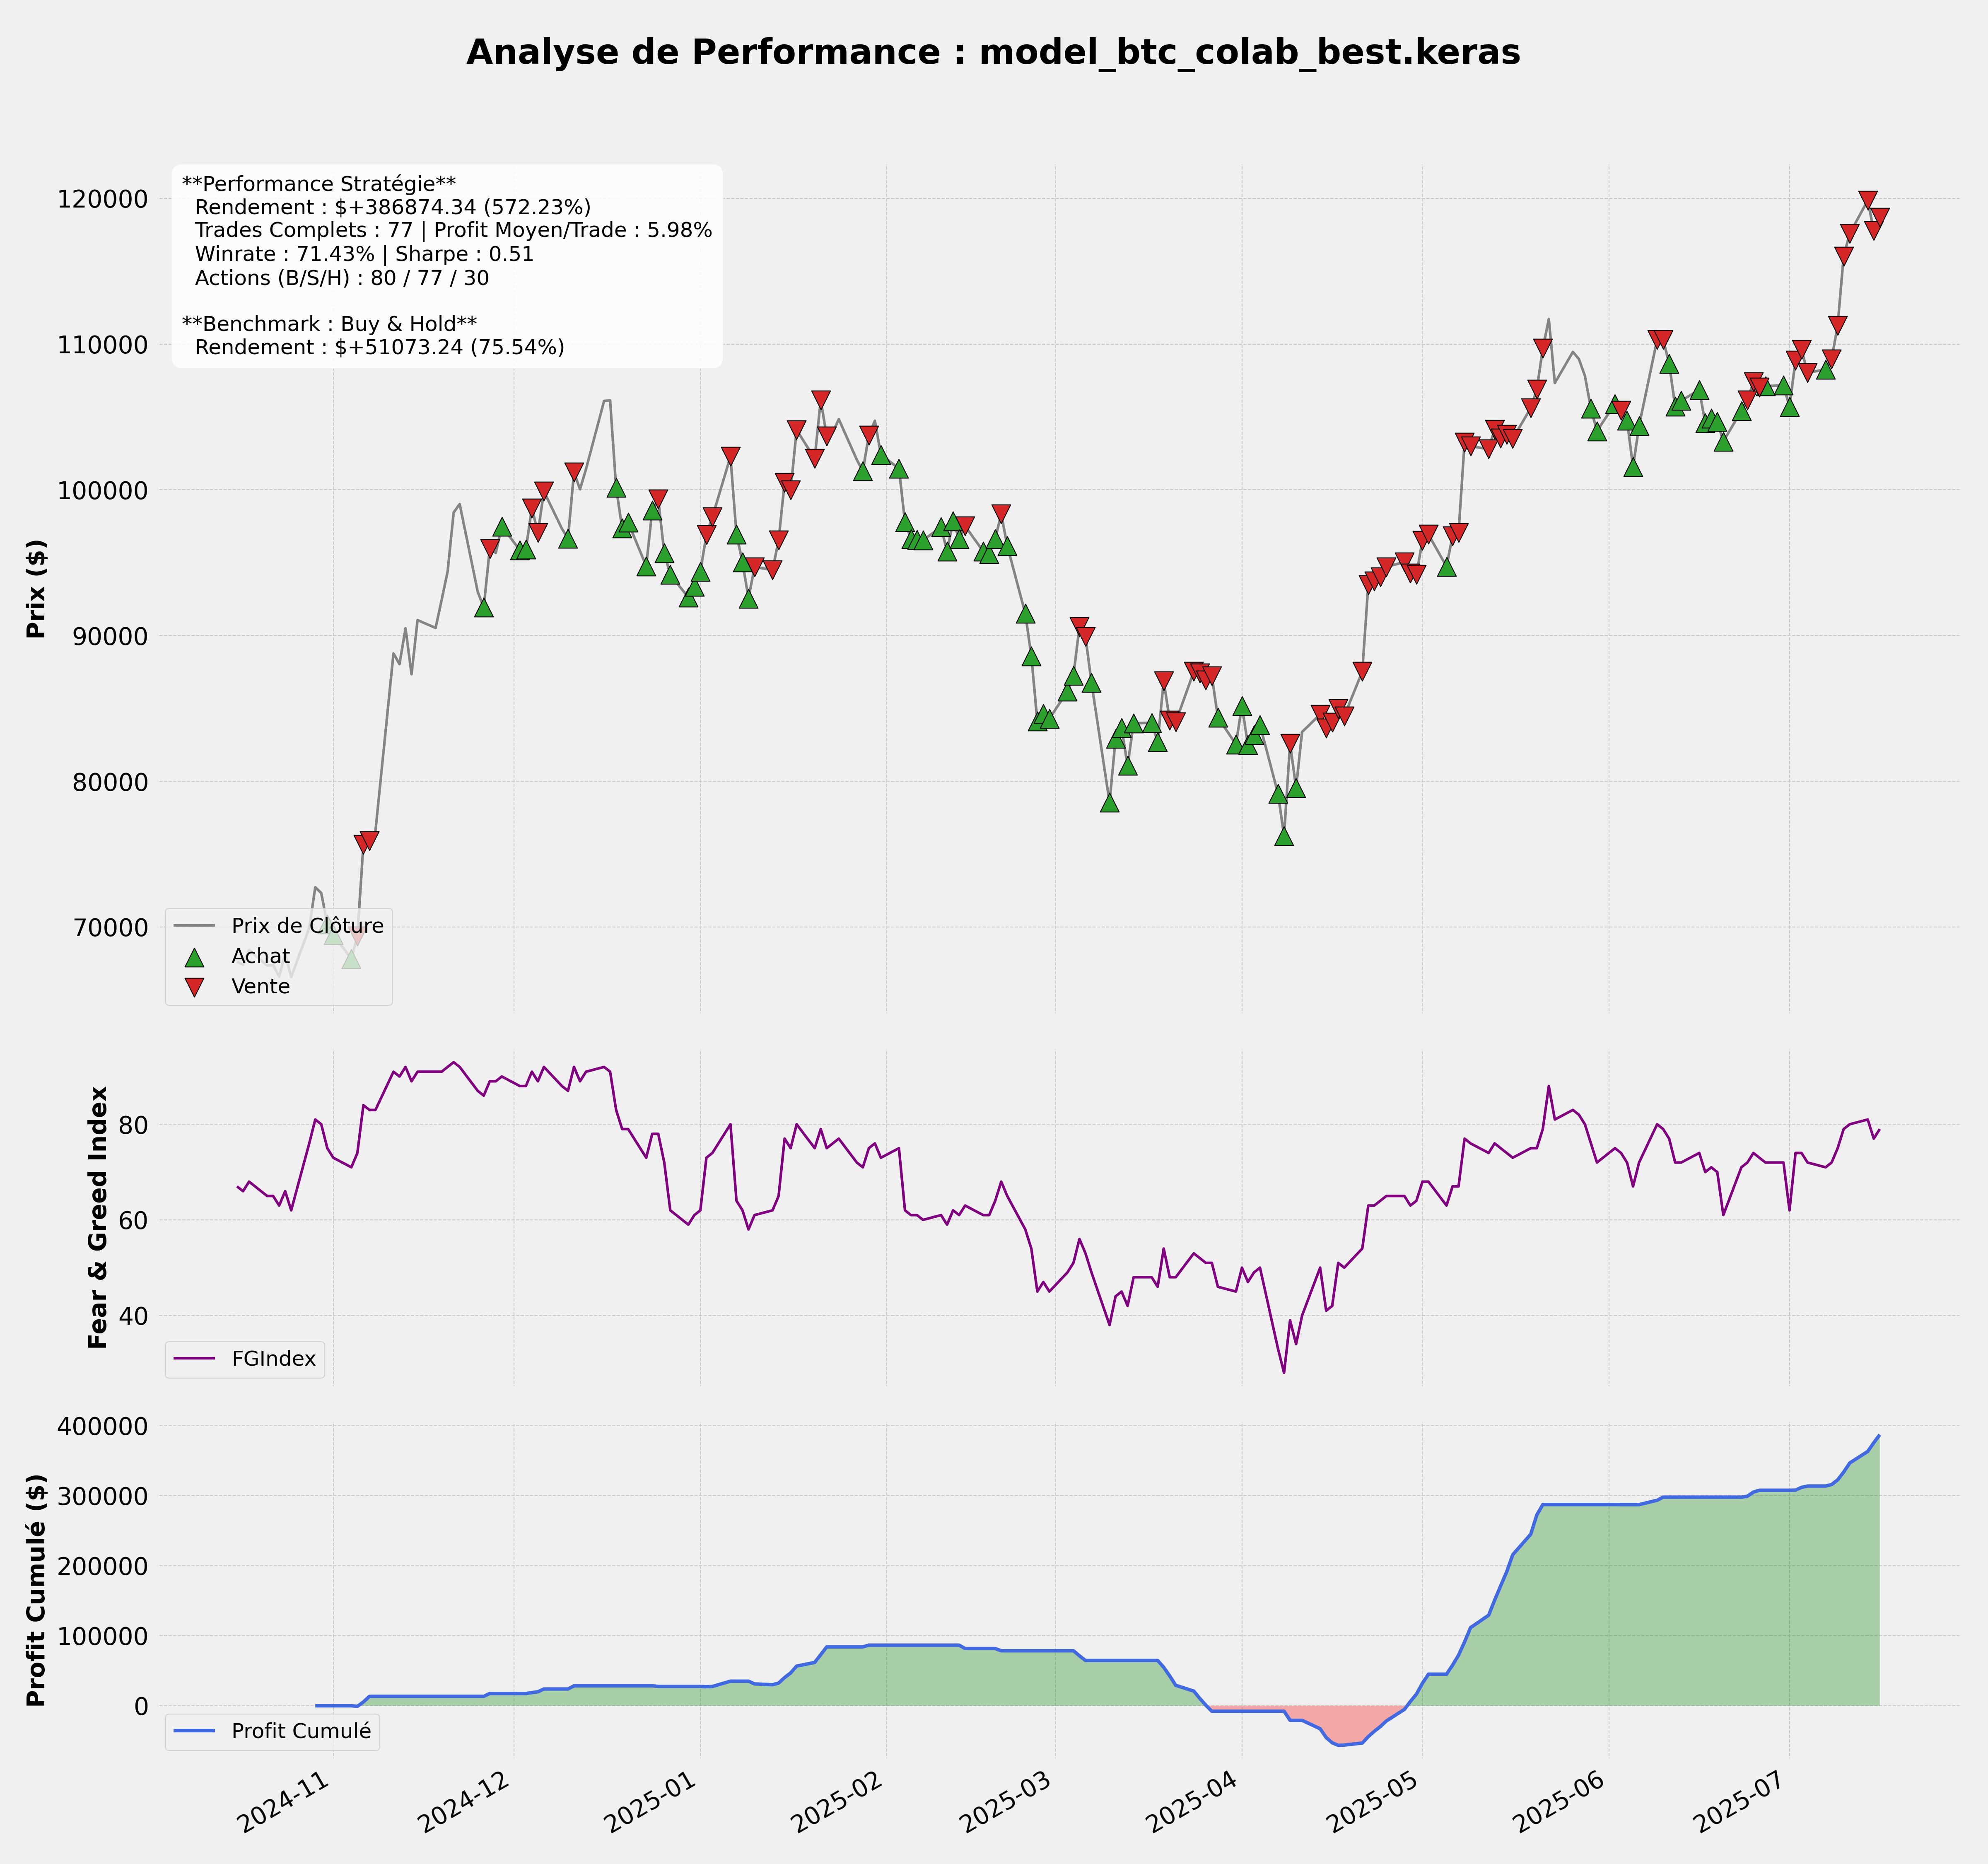 Analyse de Performance : model_btc_colab_best.keras
**Performance Stratégie**
Rendement : $+386874.34 (572.23%)
Trades Complets : 77 | Profit Moyen/Trade : 5.98%
Winrate : 71.43% | Sharpe : 0.51
Actions (B/S/H) : 80 / 77 / 30
**Benchmark : Buy & Hold**
Rendement : $+51073.24 (75.54%)
Prix ($)
120000
110000
100000
90000
80000
70000
Prix de Clôture
Achat
Vente
Fear & Greed Index
80
60
40
FGIndex
Profit Cumulé ($)
400000
300000
200000
100000
0
Profit Cumulé
2024-11
2024-12
2025-01
2025-02
2025-03
2025-04
2025-05
2025-06
2025-07